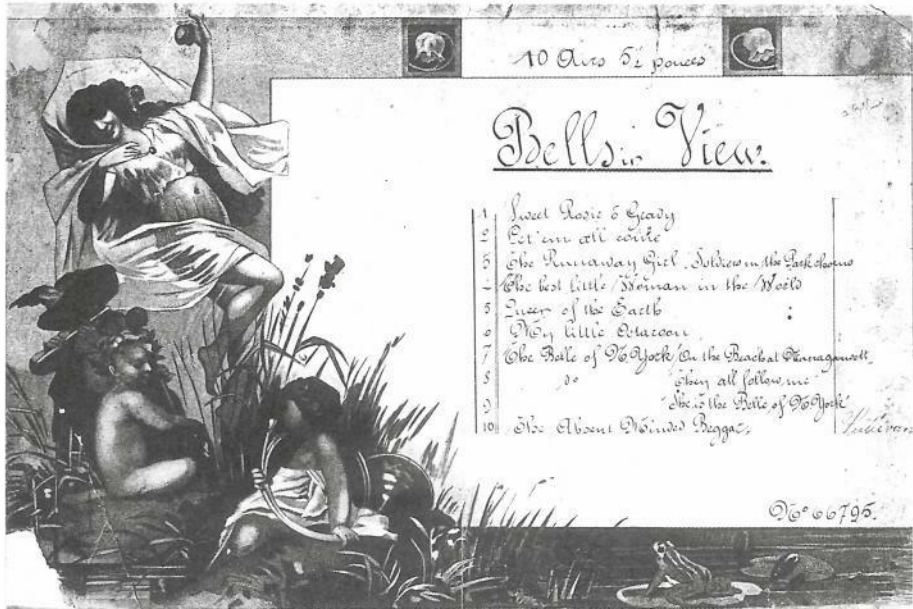 10 Airs 5½ pouces
Bells in View.
1 Sweet Rosie O Grady
2 Let 'em all come
3 The Runaway Girl. Soldiers in the Park chorus
4 The best little Woman in the World
5 Queen of the Earth
6 My little Octaroon
7 The Belle of N. York / On the Beach at Narragansett
8 do They all follow me
9 "She is the Belle of N. York"
10 The Absent Minded Beggar. Sullivan
No 66795.